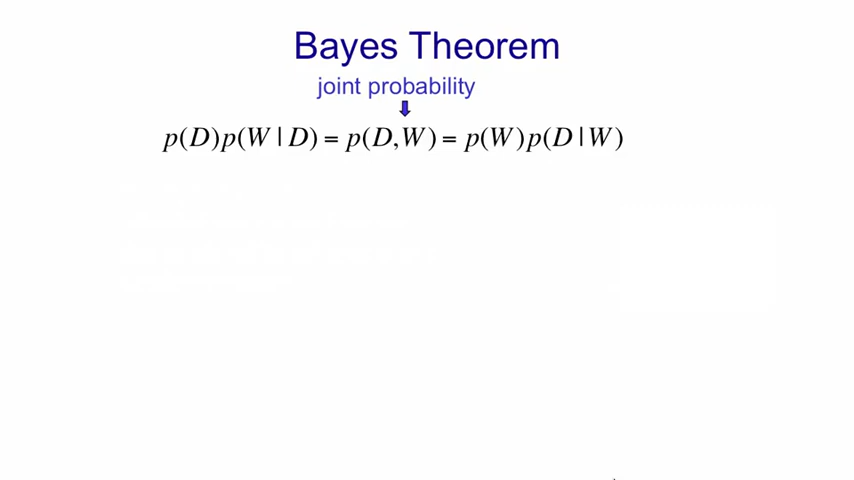 Bayes Theorem
joint probability
p(D)p(W | D) = p(D,W) = p(W)p(D | W)